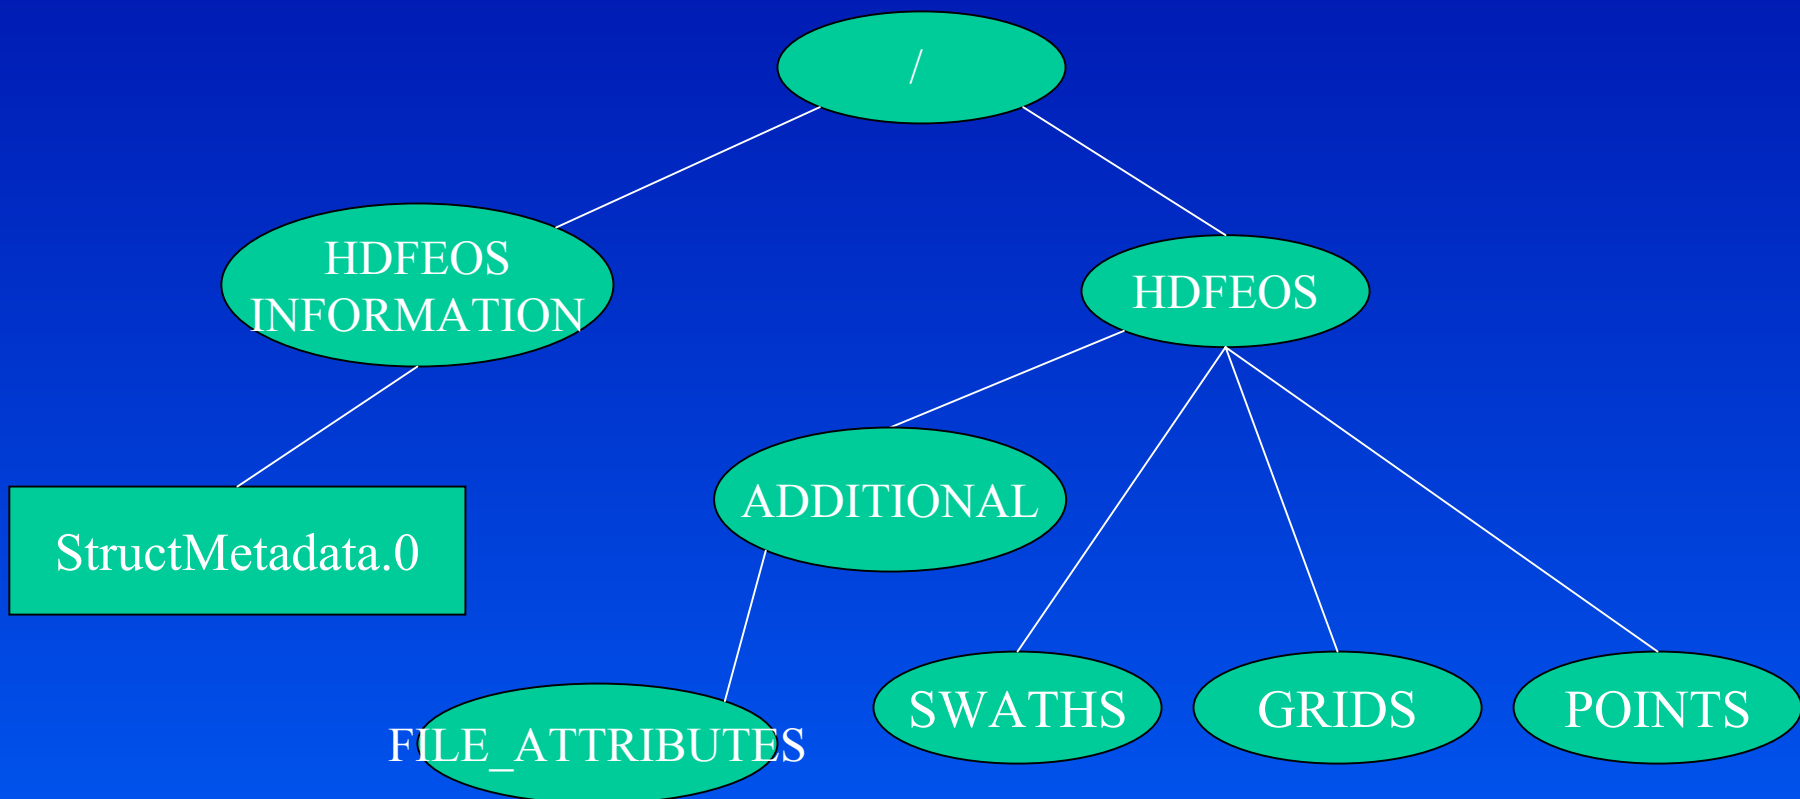 /
HDFEOS
INFORMATION
HDFEOS
ADDITIONAL
StructMetadata.0
FILE_ATTRIBUTES
SWATHS
GRIDS
POINTS